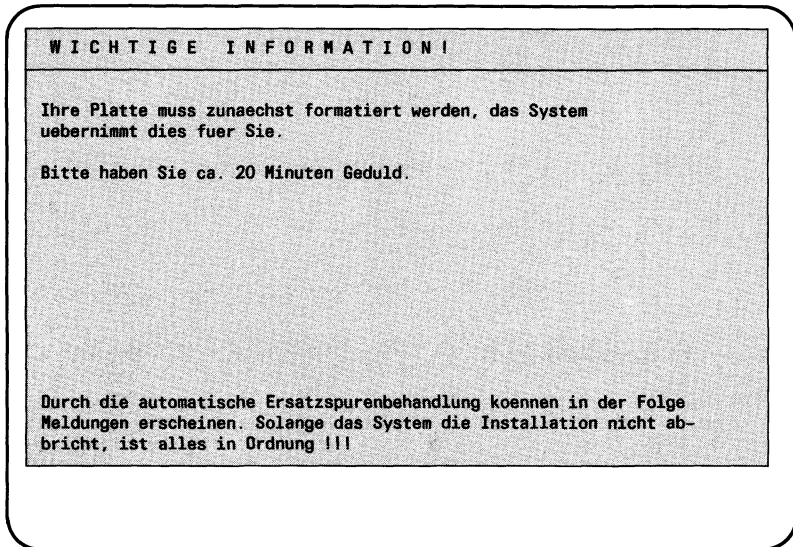 W I C H T I G E   I N F O R M A T I O N !
Ihre Platte muss zunaechst formatiert werden, das System
uebernimmt dies fuer Sie.
Bitte haben Sie ca. 20 Minuten Geduld.
Durch die automatische Ersatzspurenbehandlung koennen in der Folge
Meldungen erscheinen. Solange das System die Installation nicht ab-
bricht, ist alles in Ordnung !!!